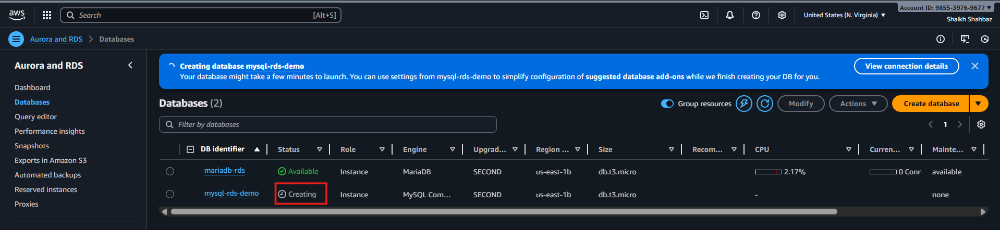 aws
Search [Alt+S]
United States (N. Virginia)
Account ID: 9855-3976-9677
Shaikh Shahbaz
Aurora and RDS > Databases
Aurora and RDS
Dashboard
Databases
Query editor
Performance insights
Snapshots
Exports in Amazon S3
Automated backups
Reserved instances
Proxies
Creating database mysql-rds-demo
Your database might take a few minutes to launch. You can use settings from mysql-rds-demo to simplify configuration of suggested database add-ons while we finish creating your DB for you.
View connection details
Databases (2)
Group resources
Modify
Actions
Create database
Filter by databases
1
DB identifier Status Role Engine Upgrad... Region ... Size Recom... CPU Curren... Mainte...
mariadb-rds Available Instance MariaDB SECOND us-east-1b db.t3.micro 2.17% 0 Conn available
mysql-rds-demo Creating Instance MySQL Com... SECOND us-east-1b db.t3.micro - none